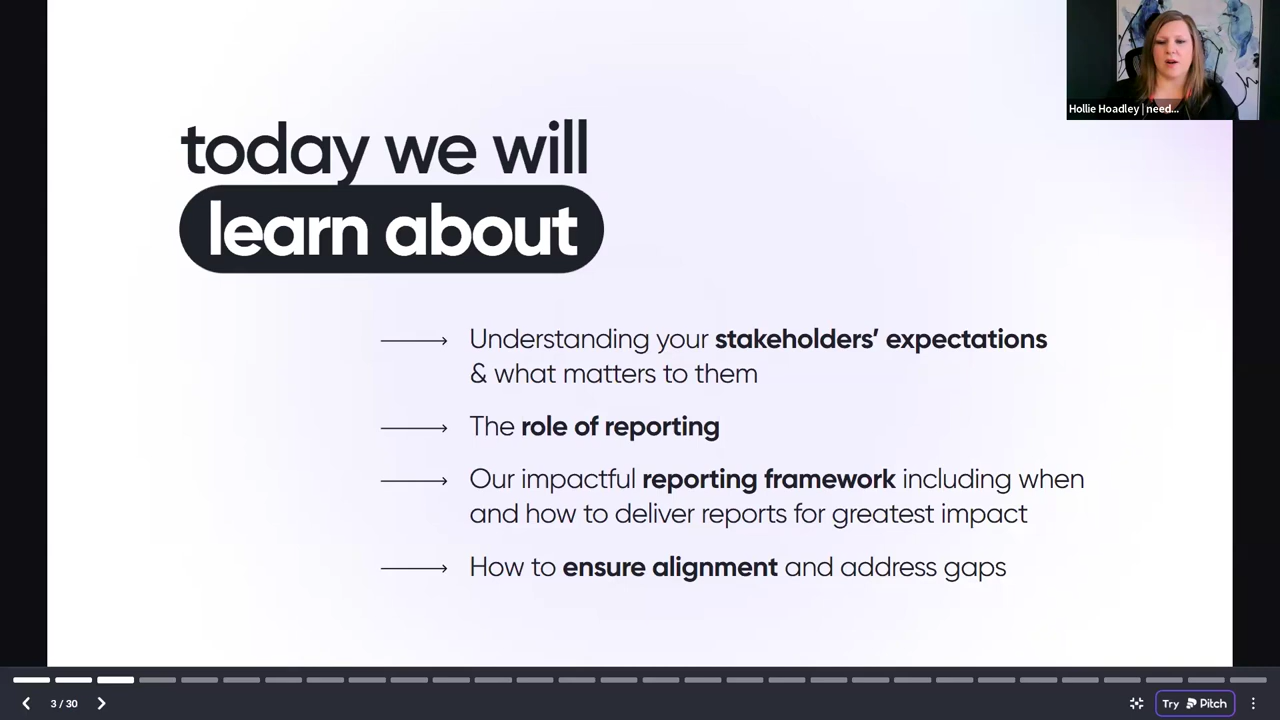 Hollie Hoadley | need...
today we will
learn about
Understanding your stakeholders’ expectations
& what matters to them
The role of reporting
Our impactful reporting framework including when
and how to deliver reports for greatest impact
How to ensure alignment and address gaps
3 / 30
Try Pitch